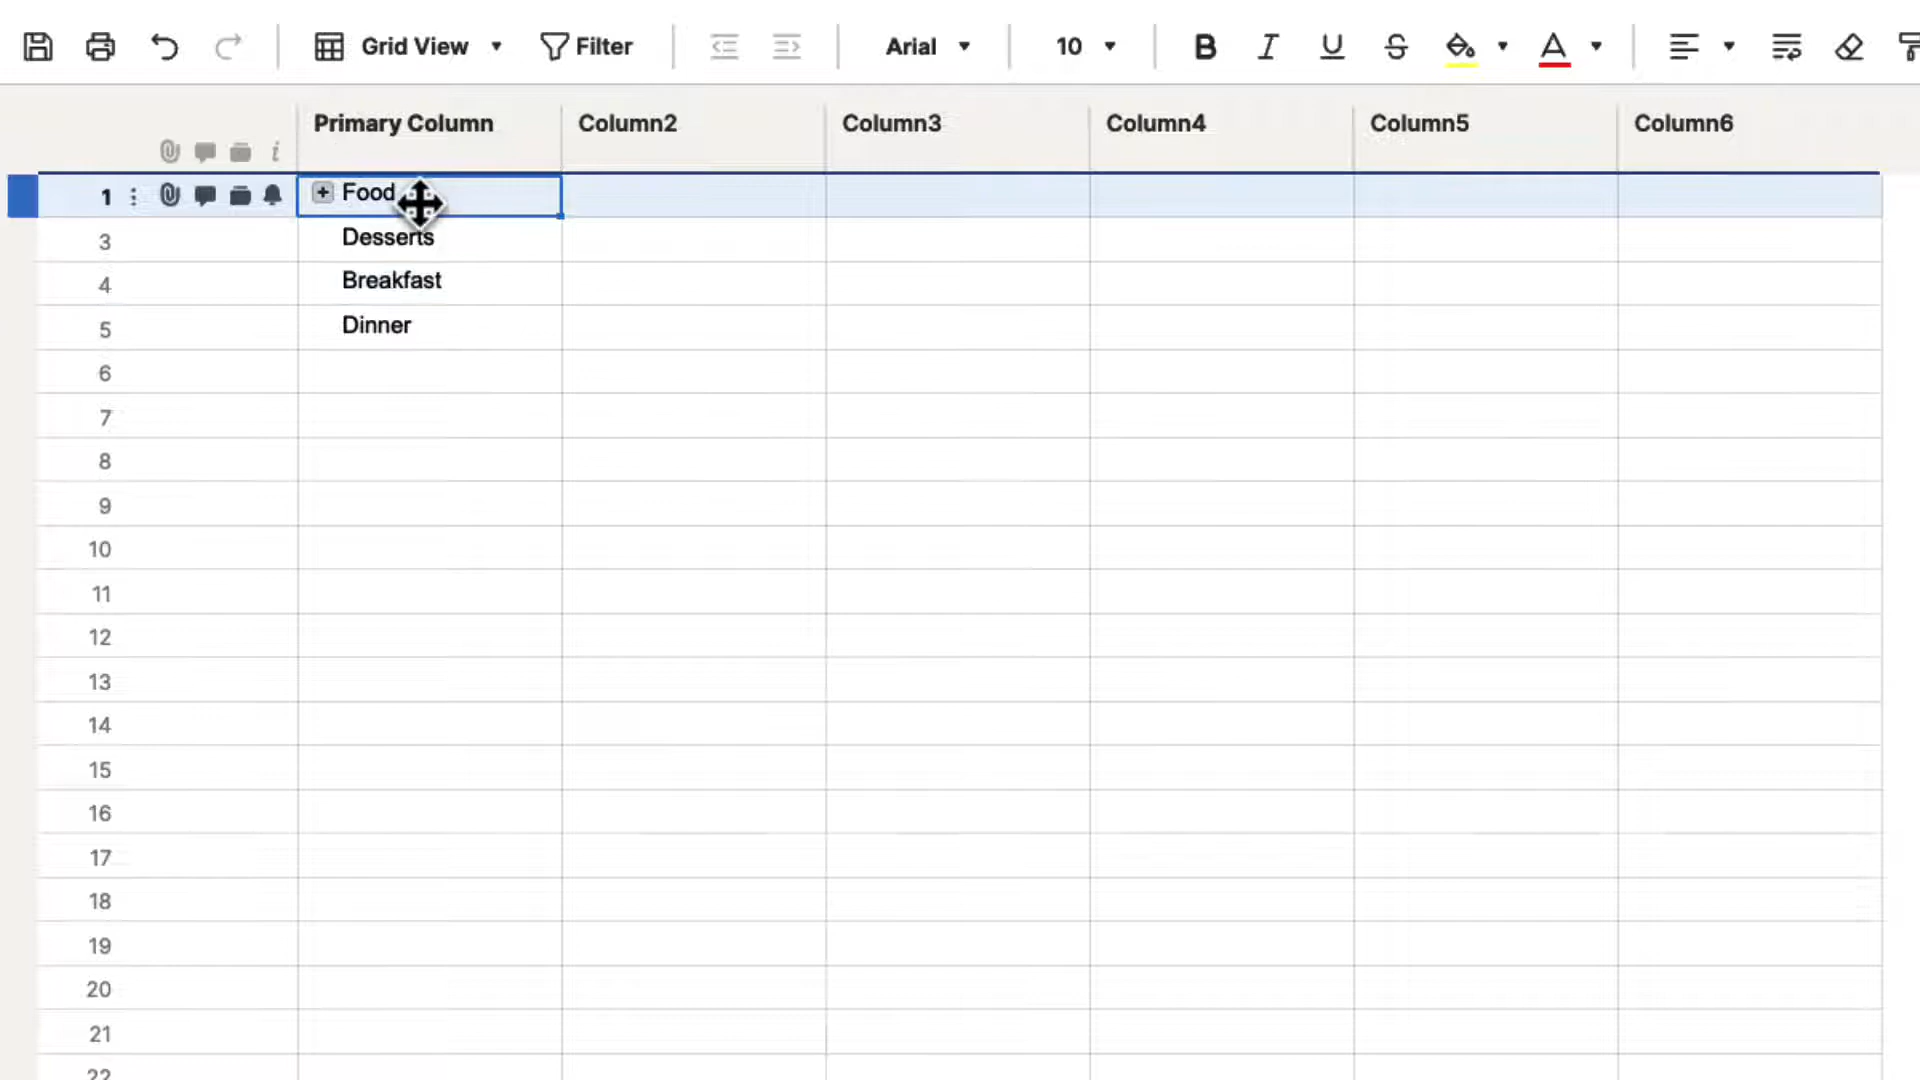 Grid View Filter Arial 10 B I U S A
Primary Column Column2 Column3 Column4 Column5 Column6
1 Food
3 Desserts
4 Breakfast
5 Dinner
6
7
8
9
10
11
12
13
14
15
16
17
18
19
20
21
22